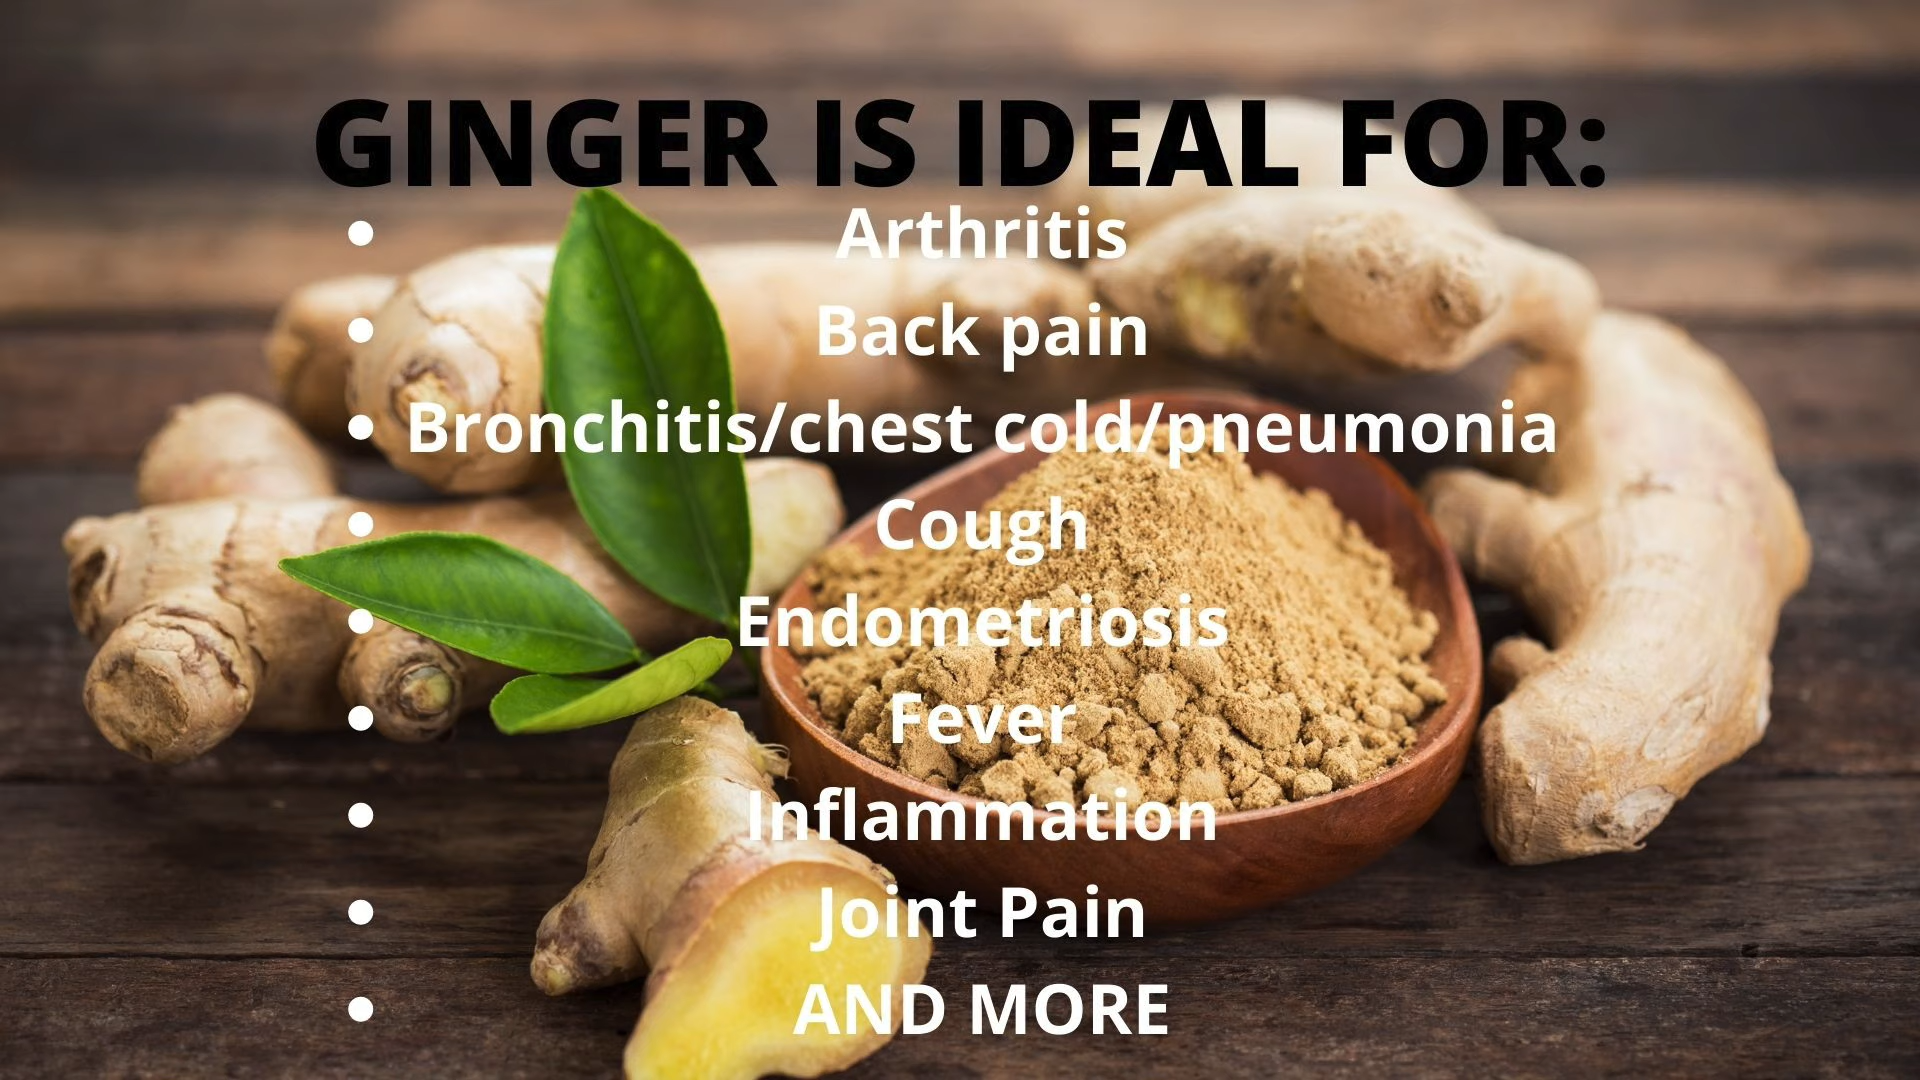 GINGER IS IDEAL FOR:
• Arthritis
• Back pain
• Bronchitis/chest cold/pneumonia
• Cough
• Endometriosis
• Fever
• Inflammation
• Joint Pain
• AND MORE